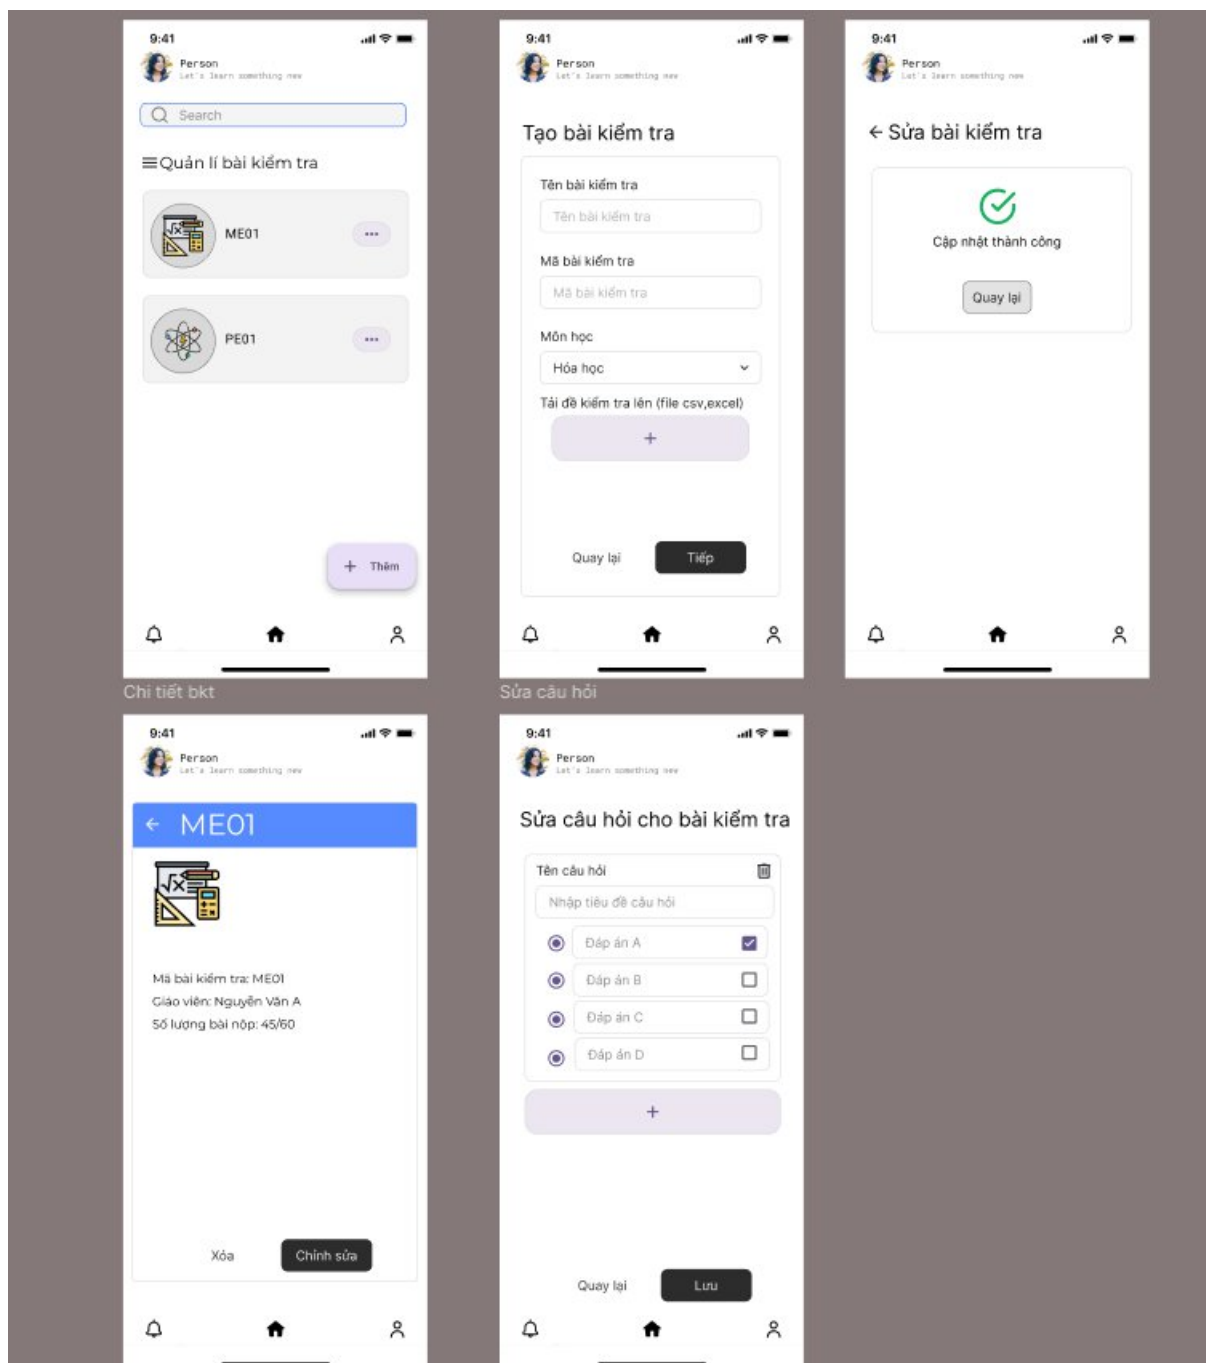 9:41
Person
Let's learn something new
Search
Quản lí bài kiểm tra
ME01
PE01
+ Thêm
9:41
Person
Let's learn something new
Tạo bài kiểm tra
Tên bài kiểm tra
Tên bài kiểm tra
Mã bài kiểm tra
Mã bài kiểm tra
Môn học
Hóa học
Tải đề kiểm tra lên (file csv,excel)
+
Quay lại
Tiếp
9:41
Person
Let's learn something new
← Sửa bài kiểm tra
Cập nhật thành công
Quay lại
Chi tiết bkt
9:41
Person
Let's learn something new
← ME01
Mã bài kiểm tra: ME01
Giáo viên: Nguyễn Văn A
Số lượng bài nộp: 45/60
Xóa
Chỉnh sửa
Sửa câu hỏi
9:41
Person
Let's learn something new
Sửa câu hỏi cho bài kiểm tra
Tên câu hỏi
Nhập tiêu đề câu hỏi
Đáp án A
Đáp án B
Đáp án C
Đáp án D
+
Quay lại
Lưu